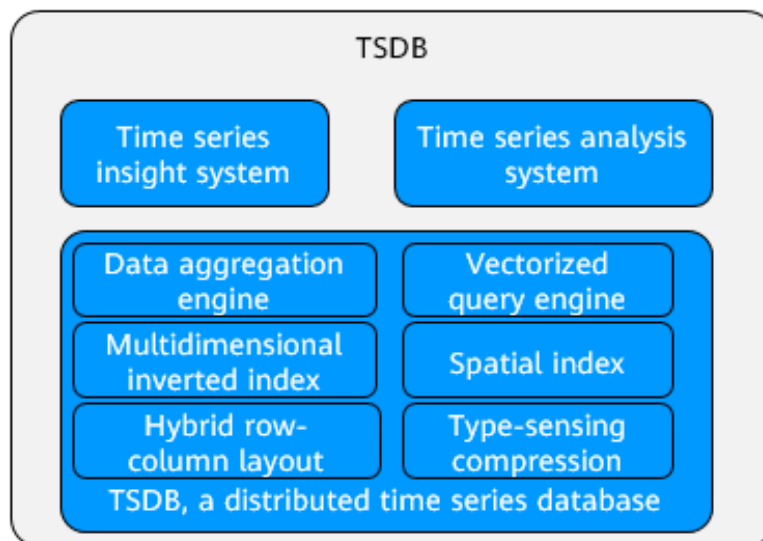 TSDB
Time series
insight system
Time series analysis
system
Data aggregation
engine
Vectorized
query engine
Multidimensional
inverted index
Spatial index
Hybrid row-
column layout
Type-sensing
compression
TSDB, a distributed time series database